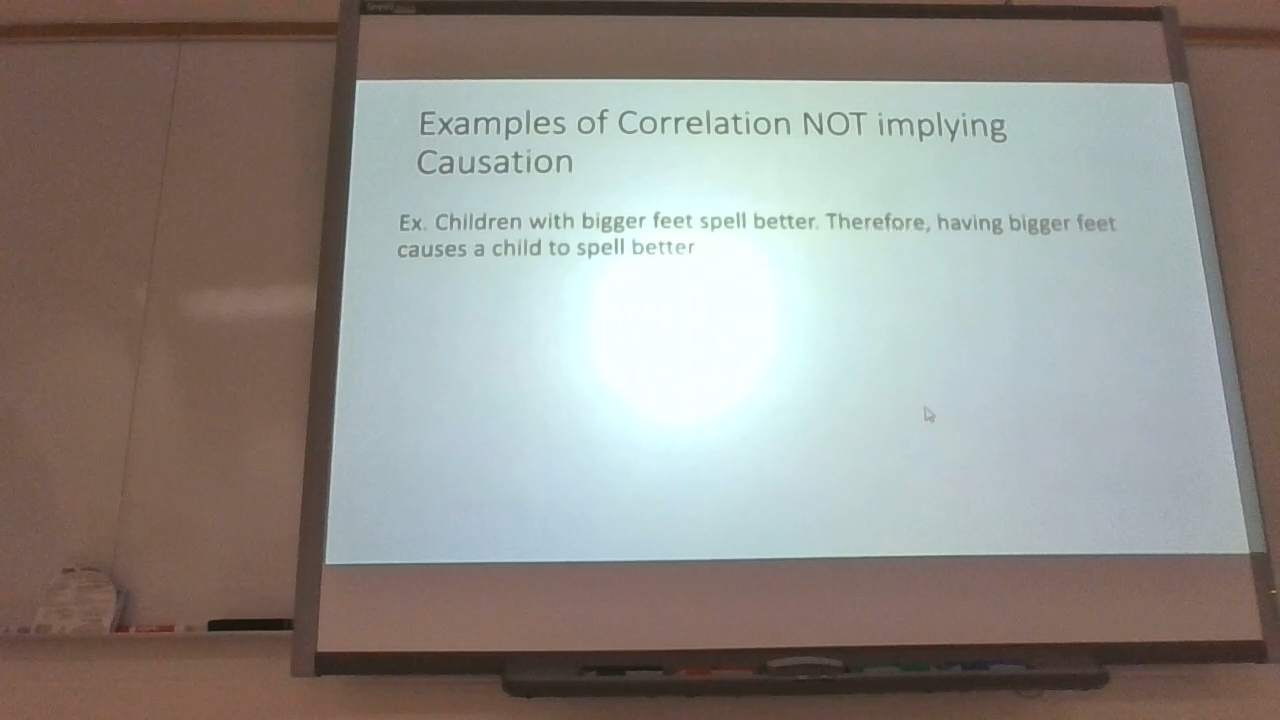 Examples of Correlation NOT implying
Causation
Ex. Children with bigger feet spell better. Therefore, having bigger feet
causes a child to spell better